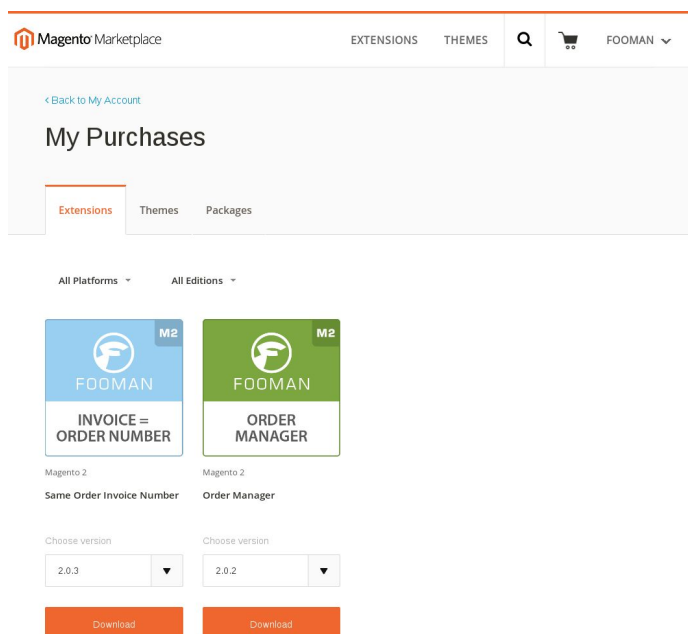 Magento Marketplace
EXTENSIONS THEMES FOOMAN
Back to My Account
My Purchases
Extensions Themes Packages
All Platforms All Editions
M2 M2
FOOMAN FOOMAN
INVOICE = ORDER
ORDER NUMBER MANAGER
Magento 2 Magento 2
Same Order Invoice Number Order Manager
Choose version Choose version
2.0.3 2.0.2
Download Download